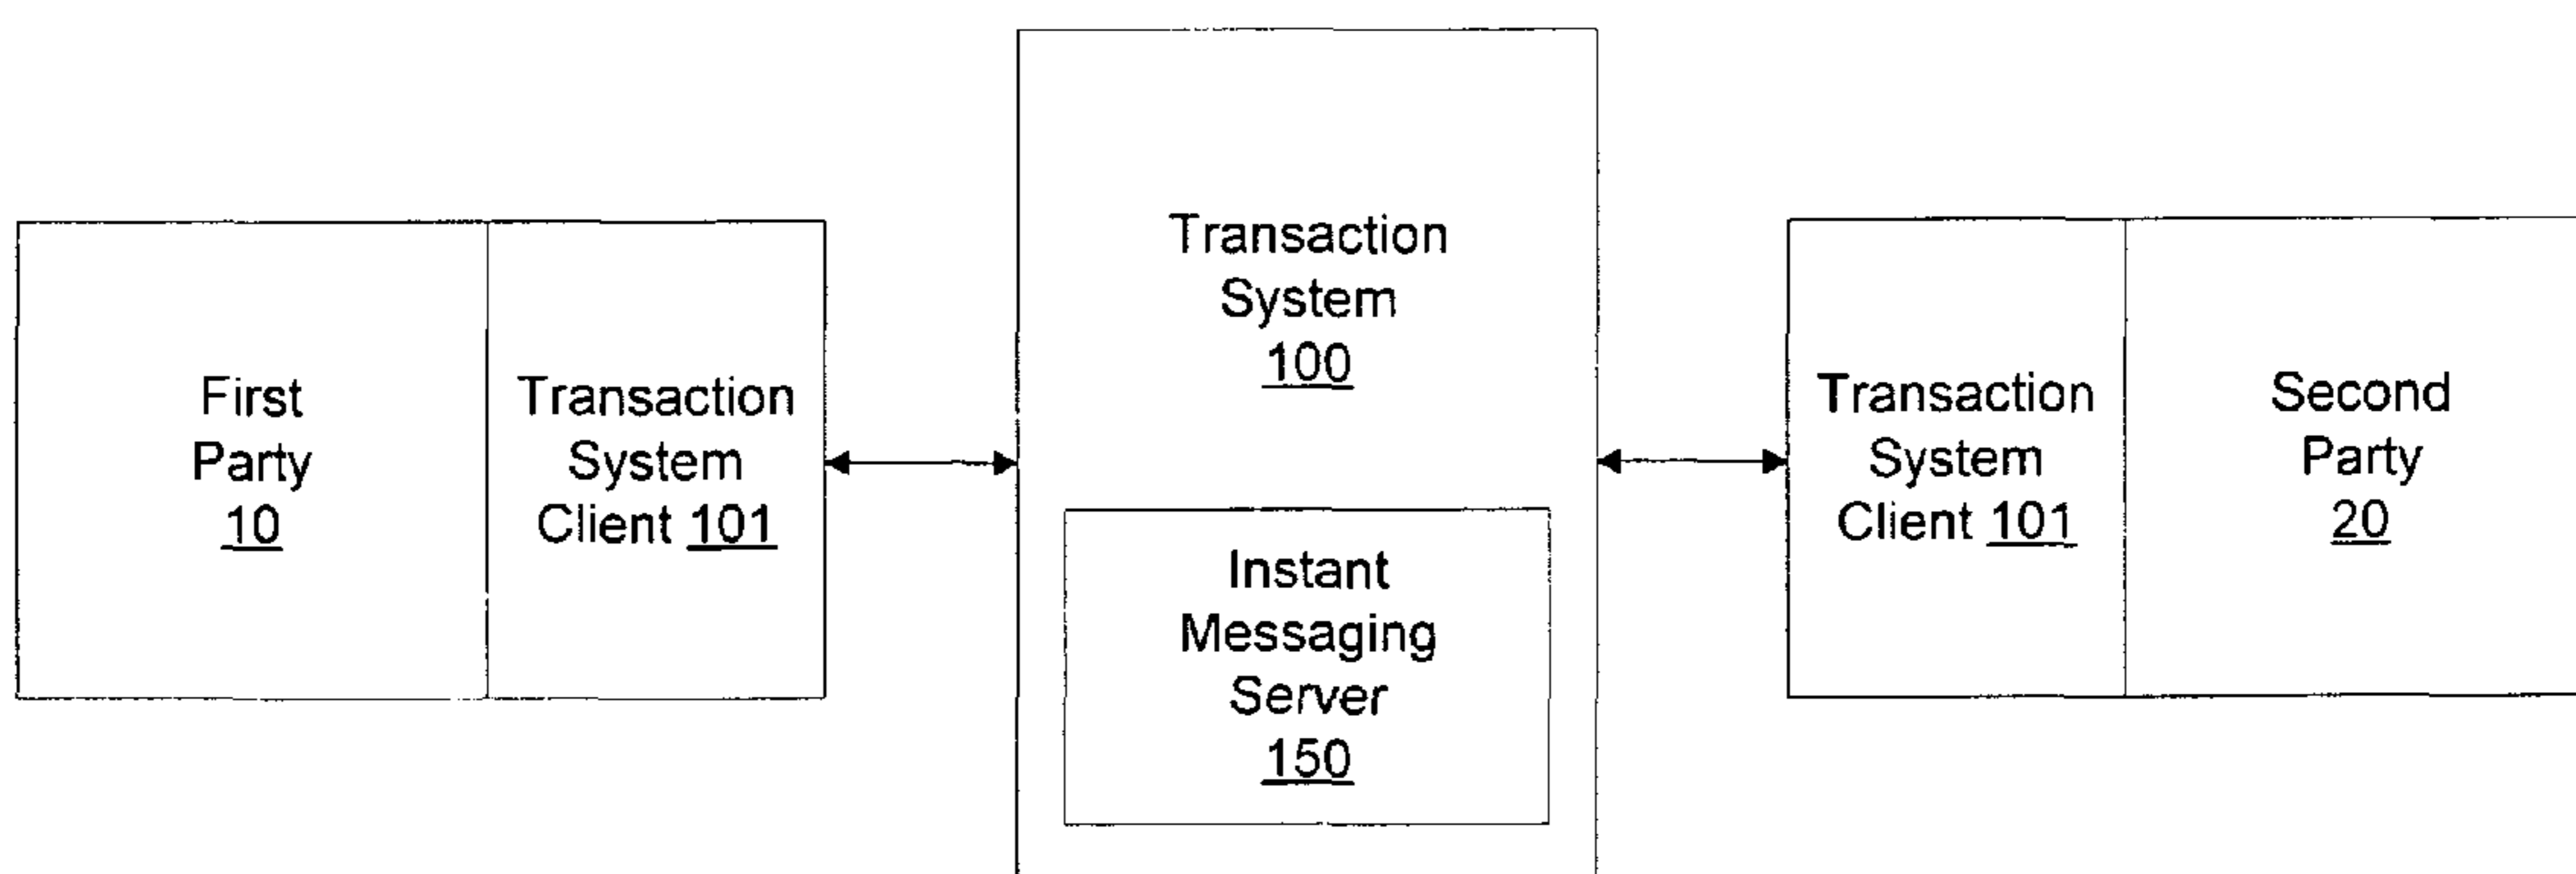 First
Party
10
Transaction
System
Client 101
Transaction
System
100
Instant
Messaging
Server
150
Transaction
System
Client 101
Second
Party
20